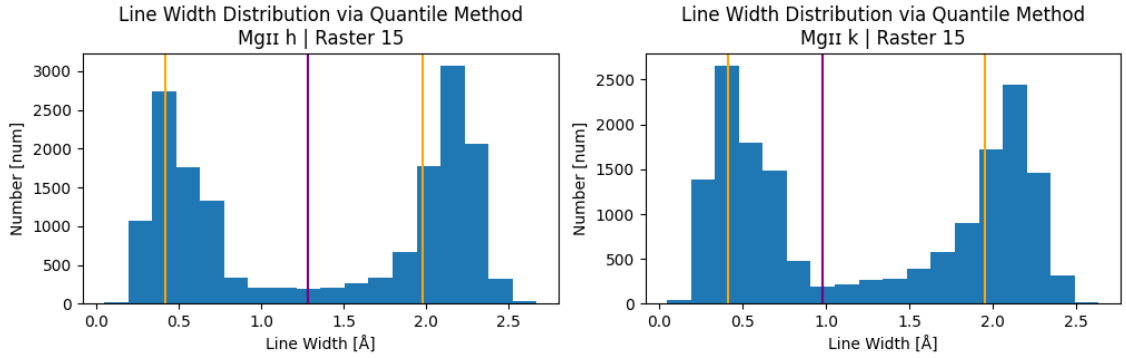 Line Width Distribution via Quantile Method
Mgɪɪ h | Raster 15
Number [num]
3000
2500
2000
1500
1000
500
0
0.0 0.5 1.0 1.5 2.0 2.5
Line Width [Å]
Line Width Distribution via Quantile Method
Mgɪɪ k | Raster 15
Number [num]
2500
2000
1500
1000
500
0
0.0 0.5 1.0 1.5 2.0 2.5
Line Width [Å]